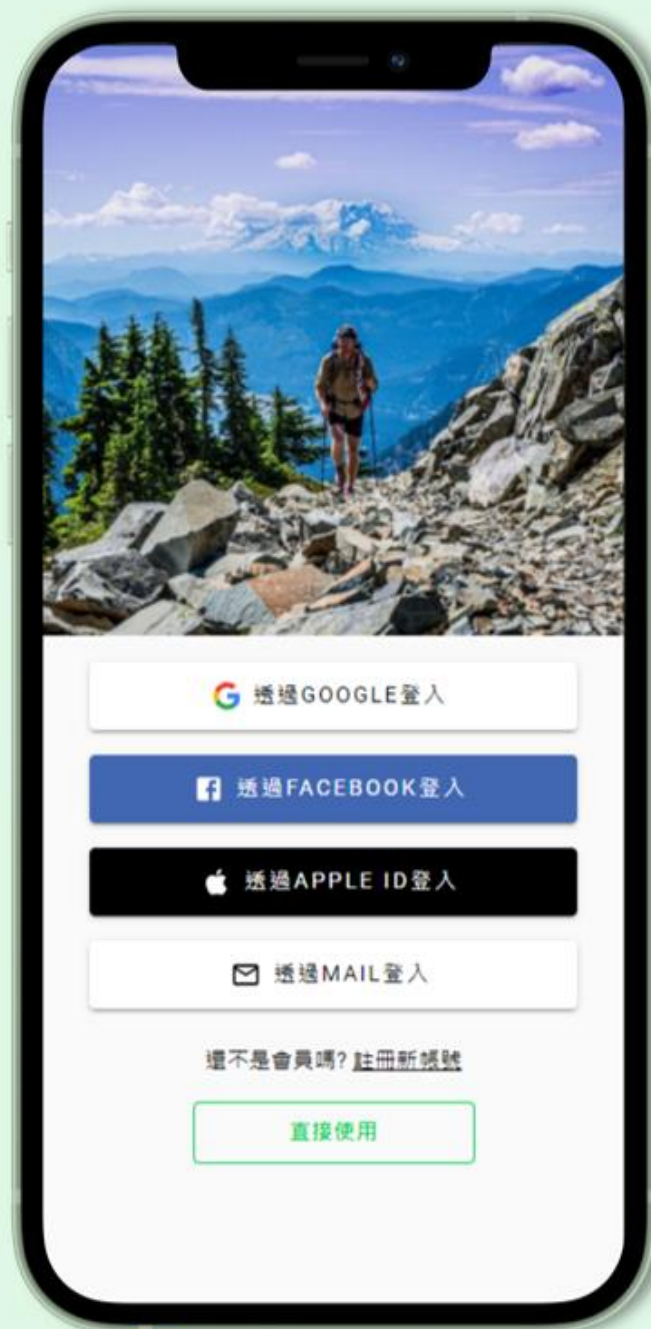 透過GOOGLE登入
透過FACEBOOK登入
透過APPLE ID登入
透過MAIL登入
還不是會員嗎? 註冊新帳號
直接使用